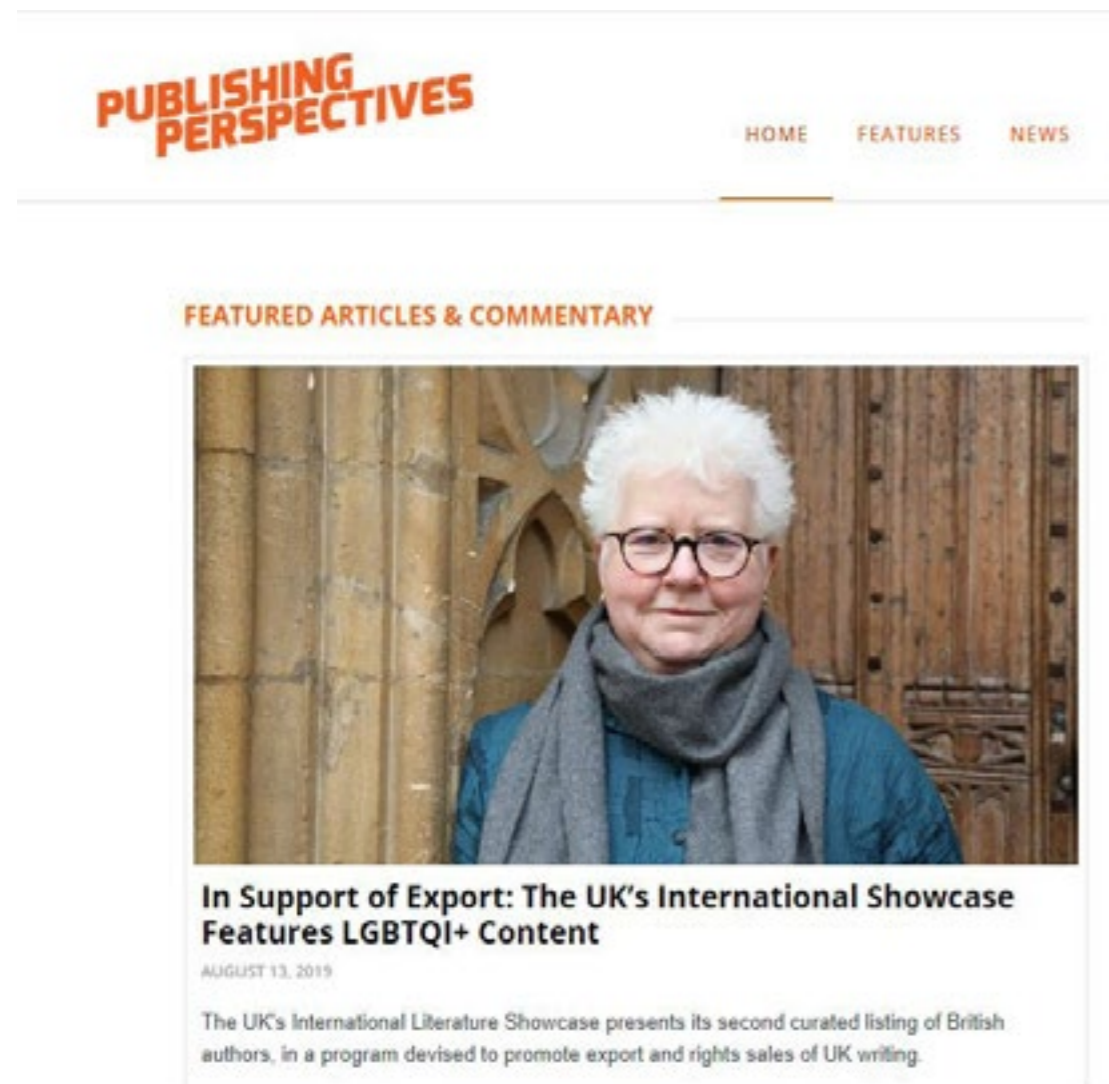 PUBLISHING
PERSPECTIVES
HOME FEATURES NEWS
FEATURED ARTICLES & COMMENTARY
In Support of Export: The UK's International Showcase
Features LGBTQI+ Content
AUGUST 13, 2019
The UK's International Literature Showcase presents its second curated listing of British
authors, in a program devised to promote export and rights sales of UK writing.